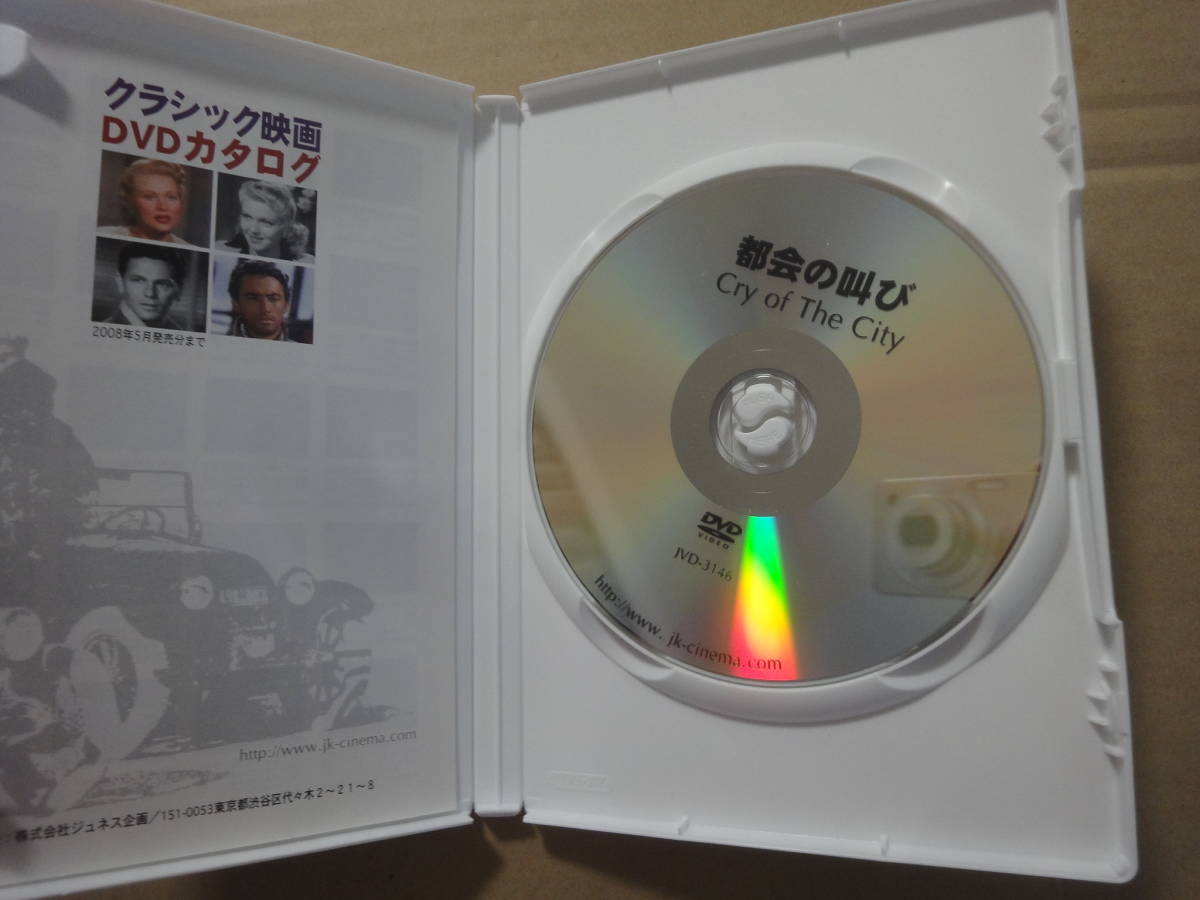 クラシック映画
DVDカタログ
2008年5月発売分まで
http://www.jk-cinema.com
株式会社ジュネス企画/151-0053東京都渋谷区代々木2~21~8
都会の叫び
Cry of The City
DVD
VIDEO
JVD-3146
http://www.jk-cinema.com